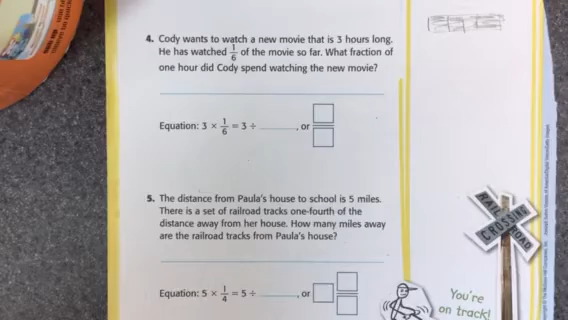 4. Cody wants to watch a new movie that is 3 hours long.
He has watched 1/6 of the movie so far. What fraction of
one hour did Cody spend watching the new movie?
Equation: 3 × 1/6 = 3 ÷ ______, or
5. The distance from Paula's house to school is 5 miles.
There is a set of railroad tracks one-fourth of the
distance away from her house. How many miles away
are the railroad tracks from Paula's house?
Equation: 5 × 1/4 = 5 ÷ ______, or
RAIL
CROSSING
ROAD
You're
on track!